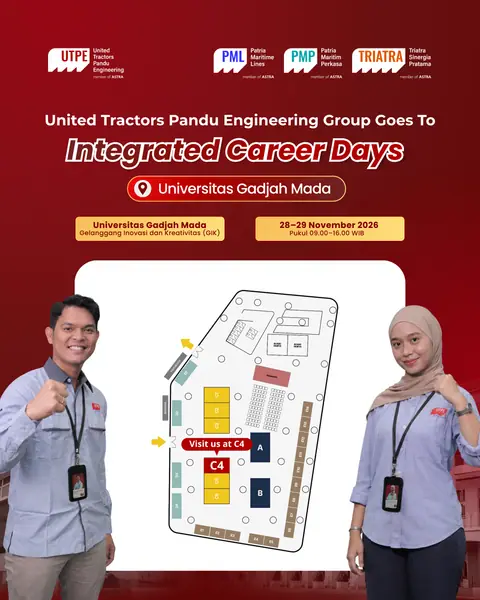 UTPE
United
Tractors
Pandu
Engineering
member of ASTRA
PML
Patria
Maritime
Lines
member of ASTRA
PMP
Patria
Maritim
Perkasa
member of ASTRA
TRIATRA
Triatra
Sinergia
Pratama
member of ASTRA
United Tractors Pandu Engineering Group Goes To
Integrated Career Days
Universitas Gadjah Mada
Universitas Gadjah Mada
Gelanggang Inovasi dan Kreativitas (GIK)
28–29 November 2026
Pukul 09.00–16.00 WIB
Visit us at C4
C4
A
B